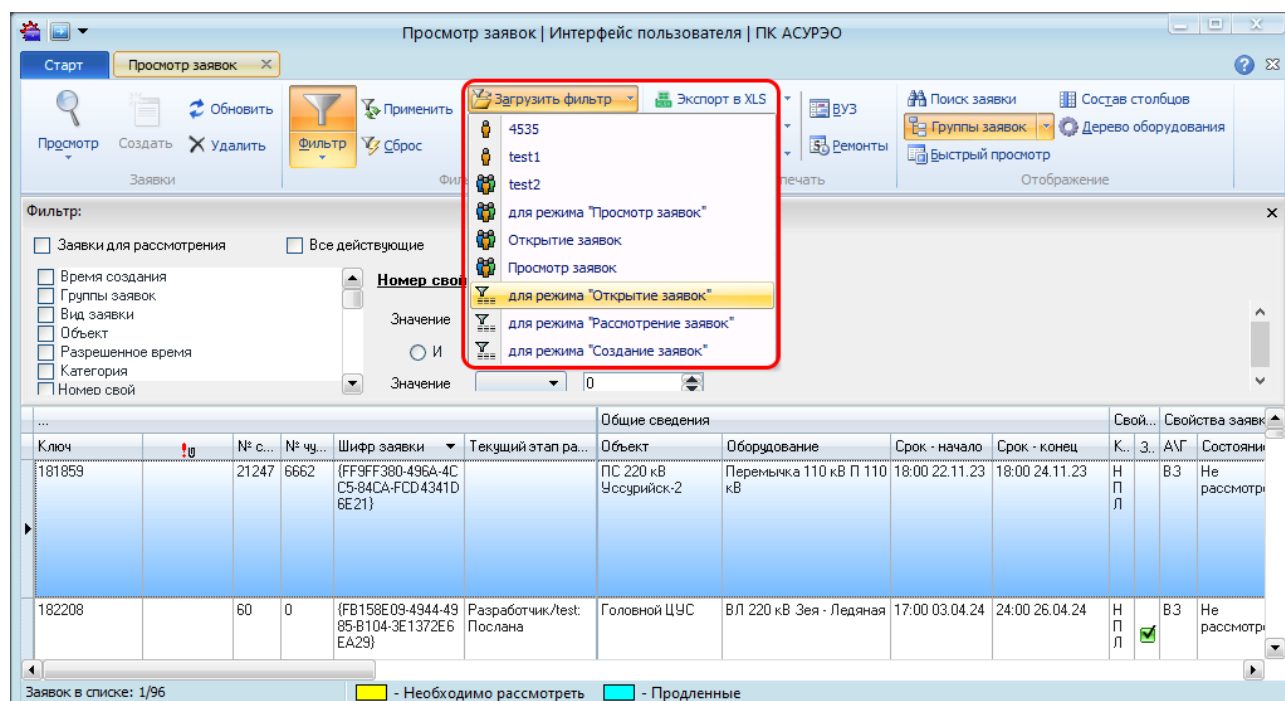 Просмотр заявок | Интерфейс пользователя | ПК АСУРЭО
Старт Просмотр заявок
Просмотр Создать Обновить Удалить
Заявки
Фильтр Применить Сброс
Загрузить фильтр Экспорт в XLS
ВУЗ
Ремонты
Поиск заявки Состав столбцов
Группы заявок Дерево оборудования
Быстрый просмотр
Отображение
4535
test1
test2
для режима "Просмотр заявок"
Открытие заявок
Просмотр заявок
для режима "Открытие заявок"
для режима "Рассмотрение заявок"
для режима "Создание заявок"
Фильтр:
Заявки для рассмотрения Все действующие
Время создания
Группы заявок
Вид заявки
Объект
Разрешенное время
Категория
Номер свой
Значение
И
Значение 0
... Общие сведения Свой... Свойства заявк
Ключ № с... № чу... Шифр заявки Текущий этап ра... Объект Оборудование Срок - начало Срок - конец К.. З.. А\Г Состояни
181859 21247 6662 {FF9FF380-496A-4C ПС 220 кВ Перемычка 110 кВ П 110 18:00 22.11.23 18:00 24.11.23 Н ВЗ Не
C5-84CA-FCD4341D Уссурийск-2 кВ П рассмотр
6E21} Л
182208 60 0 {FB158E09-4944-49 Разработчик/test: Головной ЦУС ВЛ 220 кВ Зея - Ледяная 17:00 03.04.24 24:00 26.04.24 Н ВЗ Не
85-B104-3E1372E6 Послана П рассмотр
EA29} Л
Заявок в списке: 1/96 - Необходимо рассмотреть - Продленные